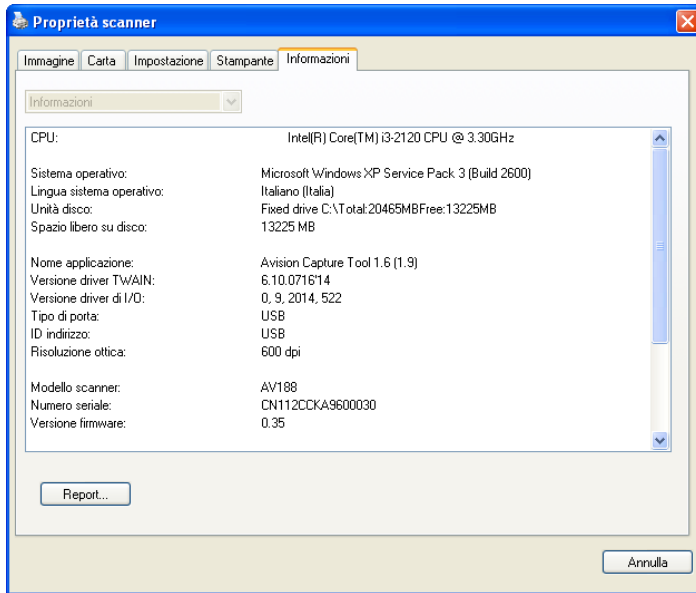 Proprietà scanner
Immagine Carta Impostazione Stampante Informazioni
Informazioni
CPU: Intel(R) Core(TM) i3-2120 CPU @ 3.30GHz
Sistema operativo: Microsoft Windows XP Service Pack 3 (Build 2600)
Lingua sistema operativo: Italiano (Italia)
Unità disco: Fixed drive C:\Total:20465MBFree:13225MB
Spazio libero su disco: 13225 MB
Nome applicazione: Avision Capture Tool 1.6 (1.9)
Versione driver TWAIN: 6.10.0716'14
Versione driver di I/O: 0, 9, 2014, 522
Tipo di porta: USB
ID indirizzo: USB
Risoluzione ottica: 600 dpi
Modello scanner: AV188
Numero seriale: CN112CCKA9600030
Versione firmware: 0.35
Report...
Annulla